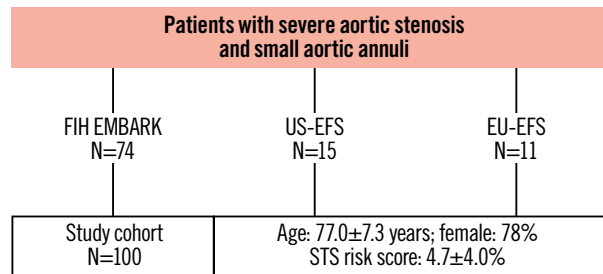 Patients with severe aortic stenosis
and small aortic annuli
FIH EMBARK
N=74
US-EFS
N=15
EU-EFS
N=11
Study cohort
N=100
Age: 77.0±7.3 years; female: 78%
STS risk score: 4.7±4.0%